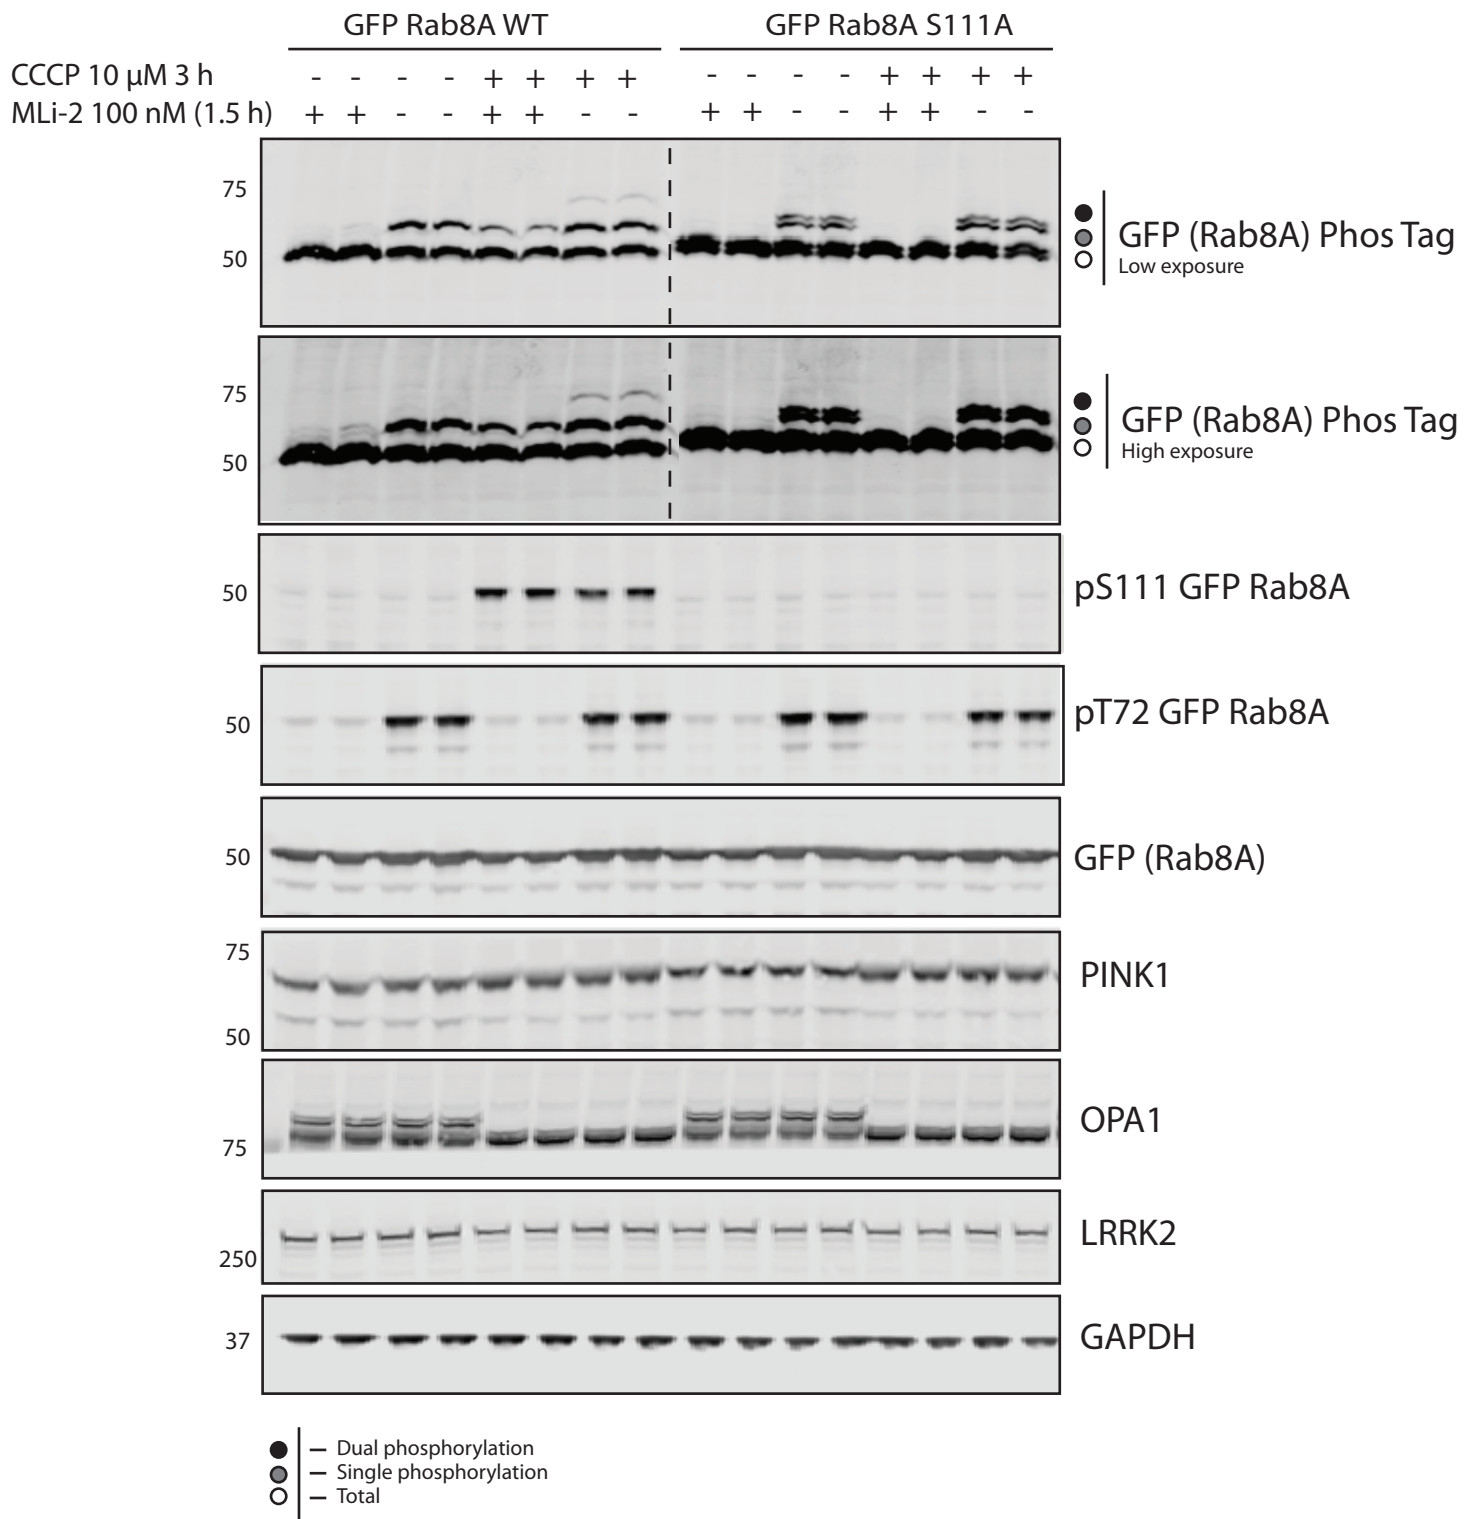 GFP Rab8A WT GFP Rab8A S111A
CCCP 10 µM 3 h - - - - + + + + - - - - + + + +
MLi-2 100 nM (1.5 h) + + - - + + - - + + - - + + - -
75
50
GFP (Rab8A) Phos Tag
Low exposure
75
50
GFP (Rab8A) Phos Tag
High exposure
50 pS111 GFP Rab8A
50 pT72 GFP Rab8A
50 GFP (Rab8A)
75
PINK1
50
OPA1
75
LRRK2
250
37 GAPDH
Dual phosphorylation
Single phosphorylation
Total